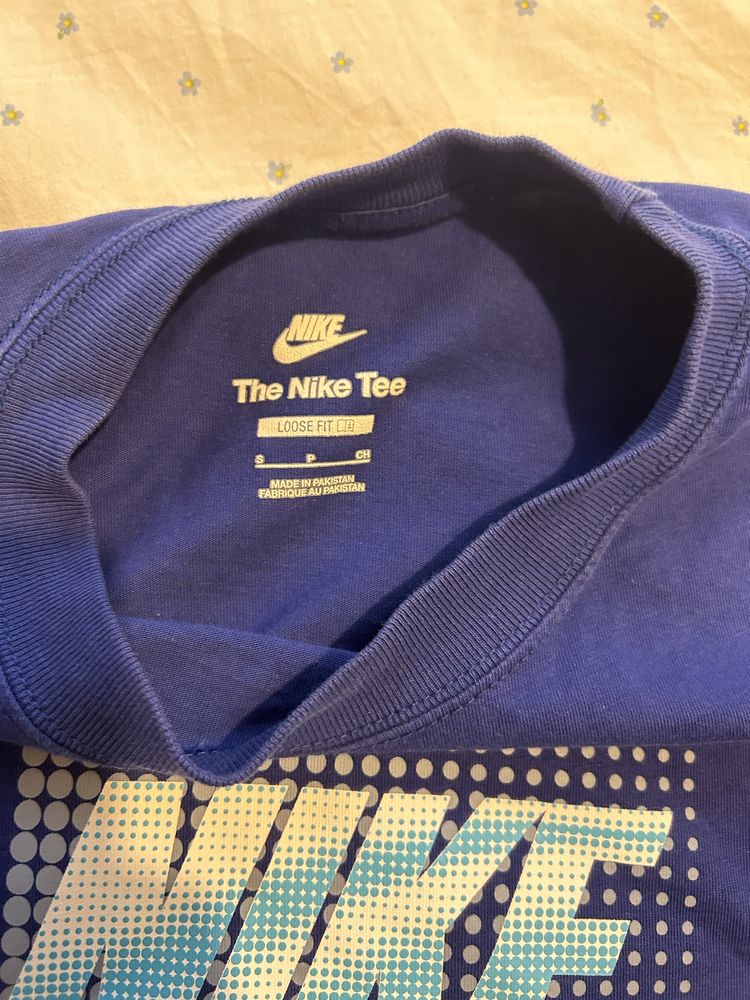 NIKE
The Nike Tee
LOOSE FIT
S P CH
MADE IN PAKISTAN
FABRIQUE AU PAKISTAN
NIKE